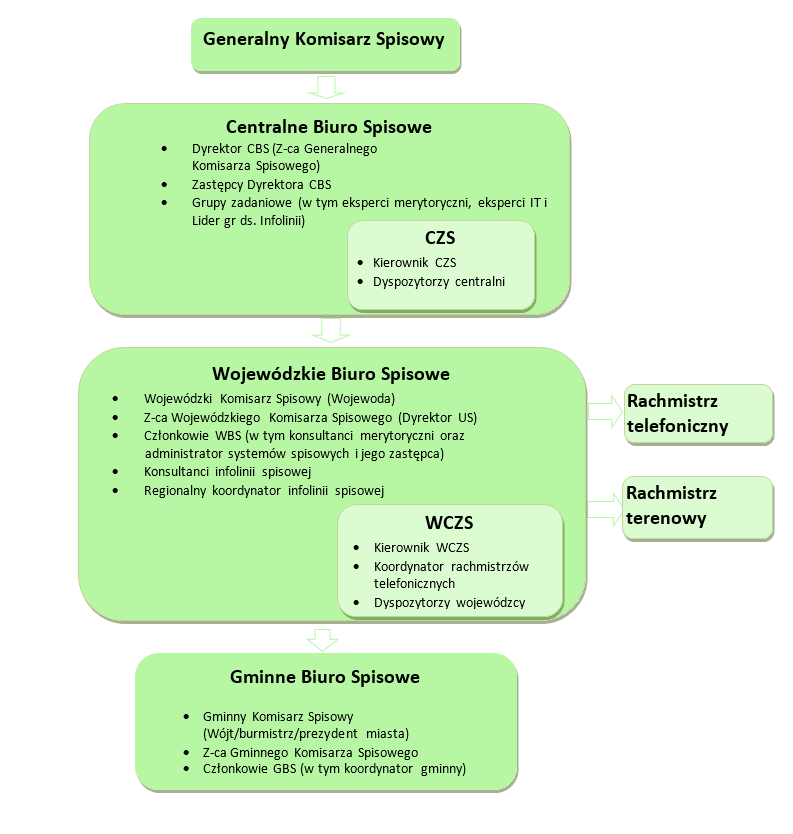 Generalny Komisarz Spisowy
Centralne Biuro Spisowe
• Dyrektor CBS (Z-ca Generalnego
Komisarza Spisowego)
• Zastępcy Dyrektora CBS
• Grupy zadaniowe (w tym eksperci merytoryczni, eksperci IT i
Lider gr ds. Infolinii)
CZS
• Kierownik CZS
• Dyspozytorzy centralni
Wojewódzkie Biuro Spisowe
• Wojewódzki Komisarz Spisowy (Wojewoda)
• Z-ca Wojewódzkiego Komisarza Spisowego (Dyrektor US)
• Członkowie WBS (w tym konsultanci merytoryczni oraz
administrator systemów spisowych i jego zastępca)
• Konsultanci infolinii spisowej
• Regionalny koordynator infolinii spisowej
WCZS
• Kierownik WCZS
• Koordynator rachmistrzów
telefonicznych
• Dyspozytorzy wojewódzcy
Rachmistrz
telefoniczny
Rachmistrz
terenowy
Gminne Biuro Spisowe
• Gminny Komisarz Spisowy
(Wójt/burmistrz/prezydent miasta)
• Z-ca Gminnego Komisarza Spisowego
• Członkowie GBS (w tym koordynator gminny)